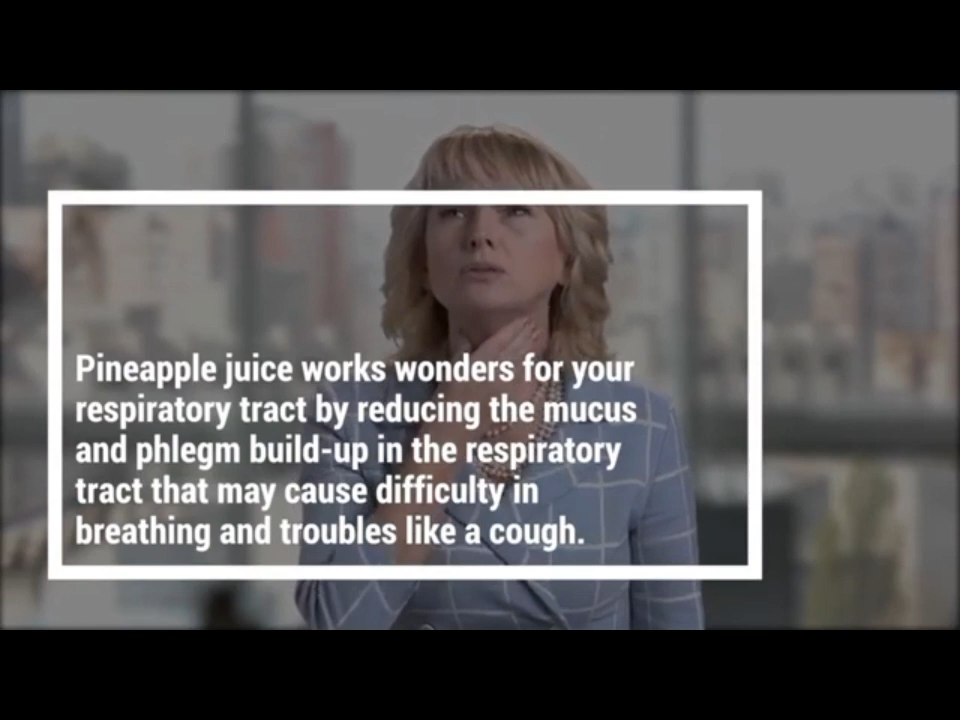 Pineapple juice works wonders for your
respiratory tract by reducing the mucus
and phlegm build-up in the respiratory
tract that may cause difficulty in
breathing and troubles like a cough.